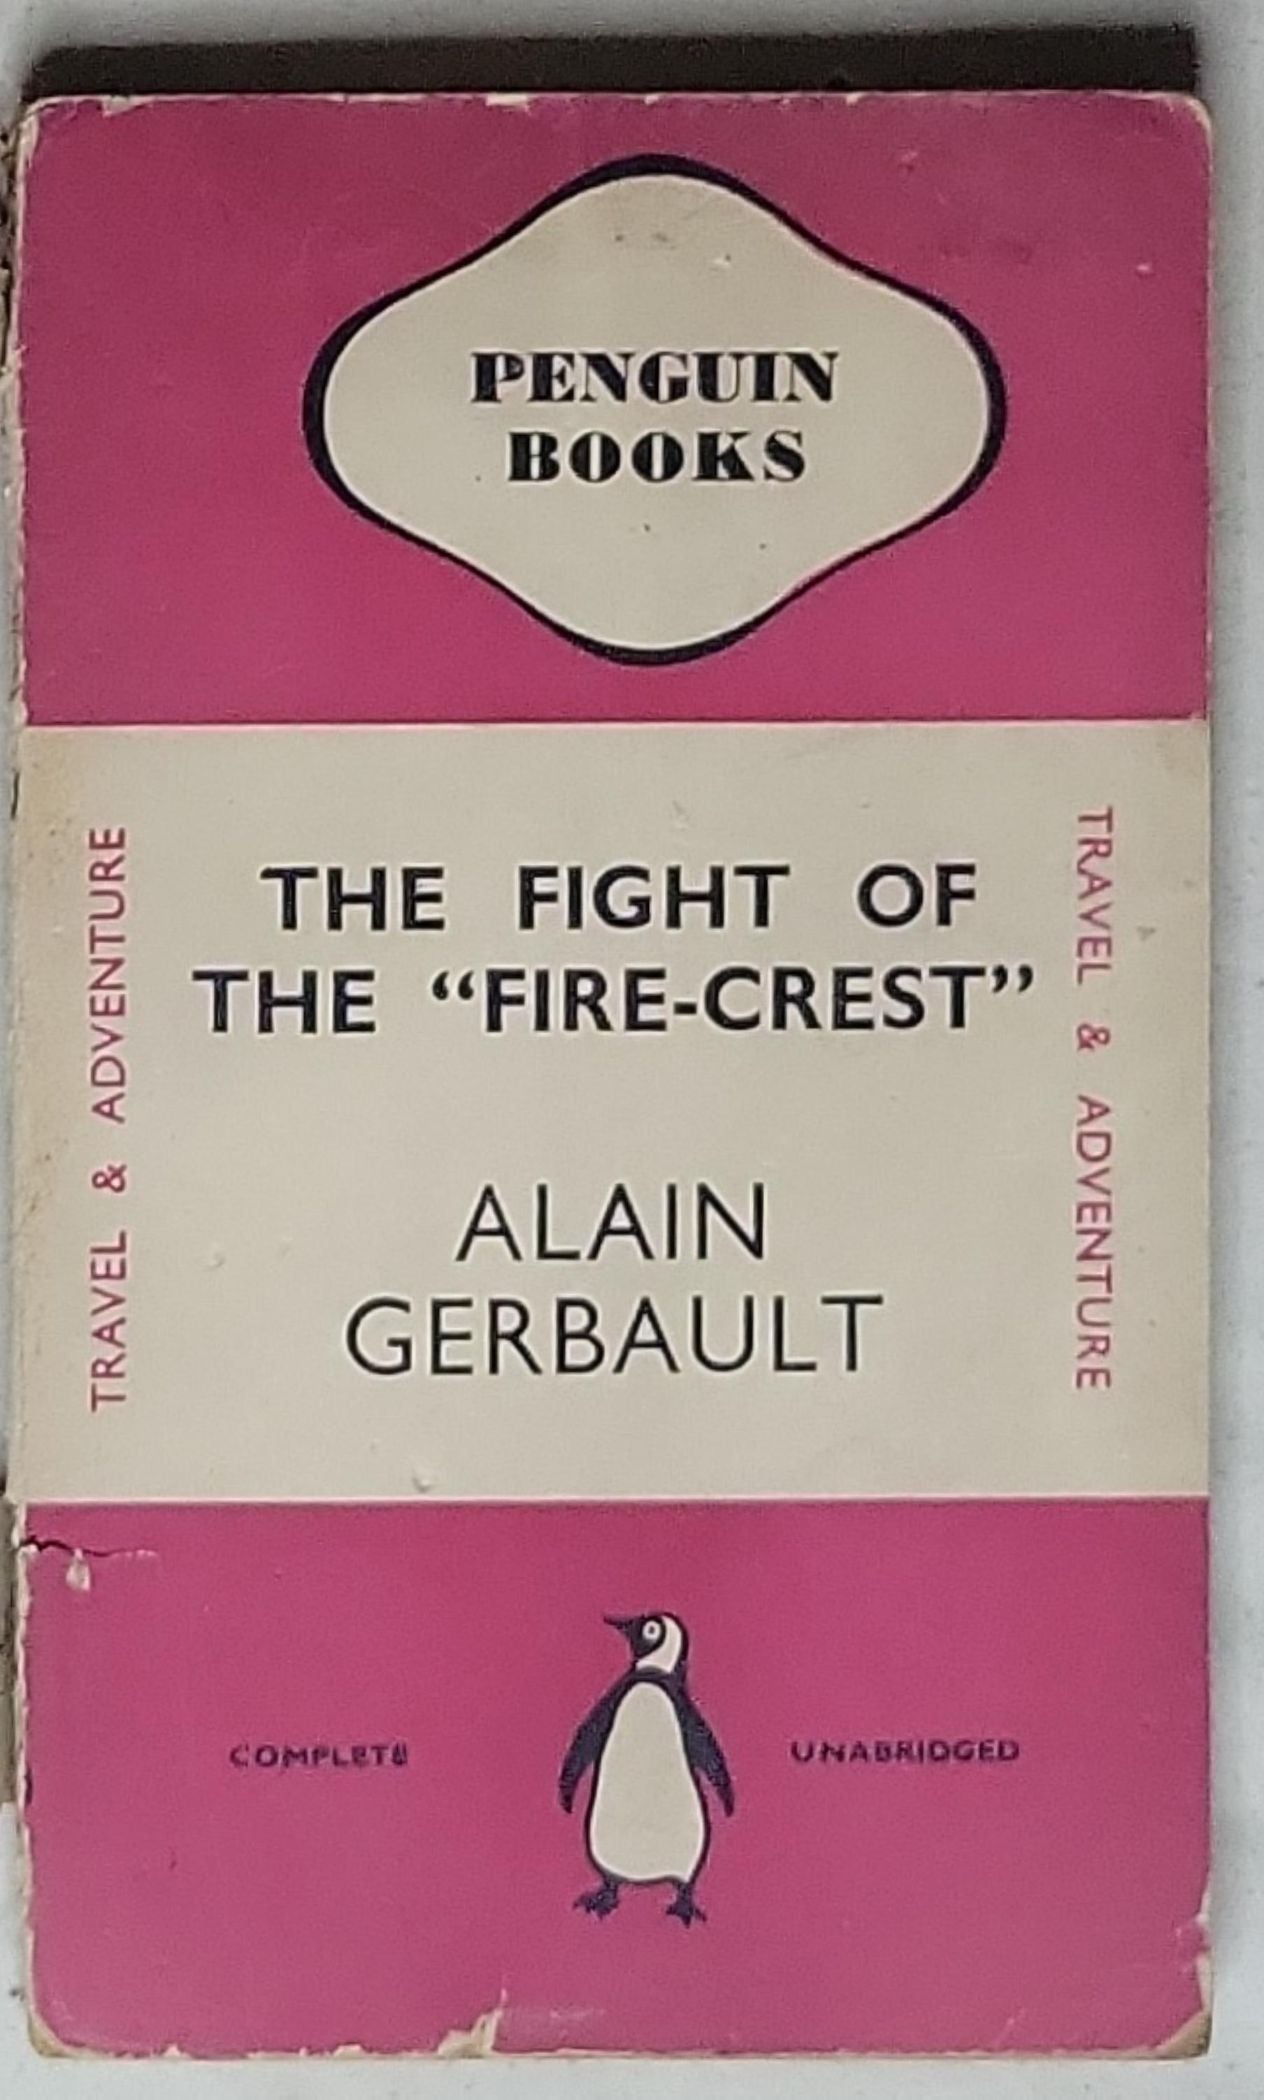 PENGUIN
BOOKS
TRAVEL & ADVENTURE
THE FIGHT OF
THE “FIRE-CREST”
ALAIN
GERBAULT
TRAVEL & ADVENTURE
COMPLETE
UNABRIDGED